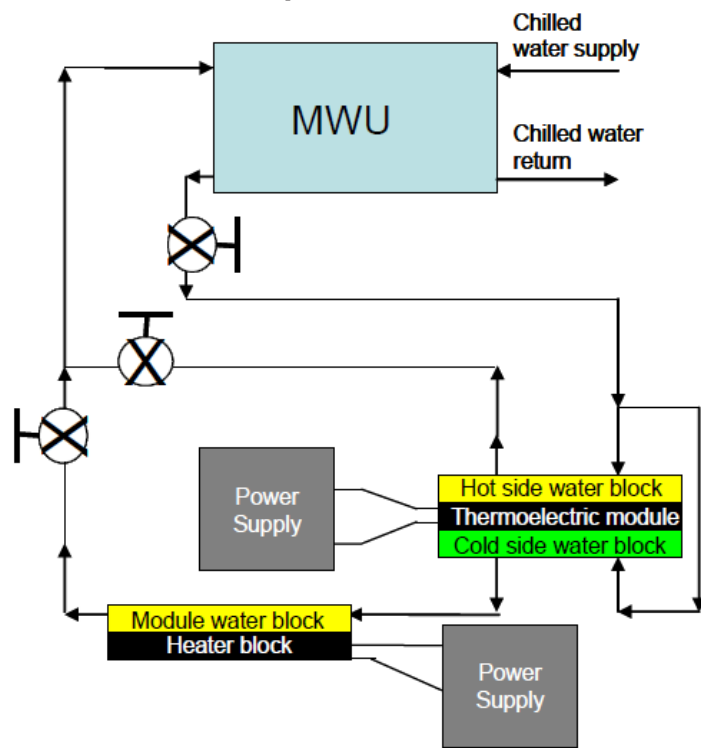 Chilled
water supply
MWU
Chilled water
return
Hot side water block
Power
Supply
Thermoelectric module
Cold side water block
Module water block
Heater block
Power
Supply